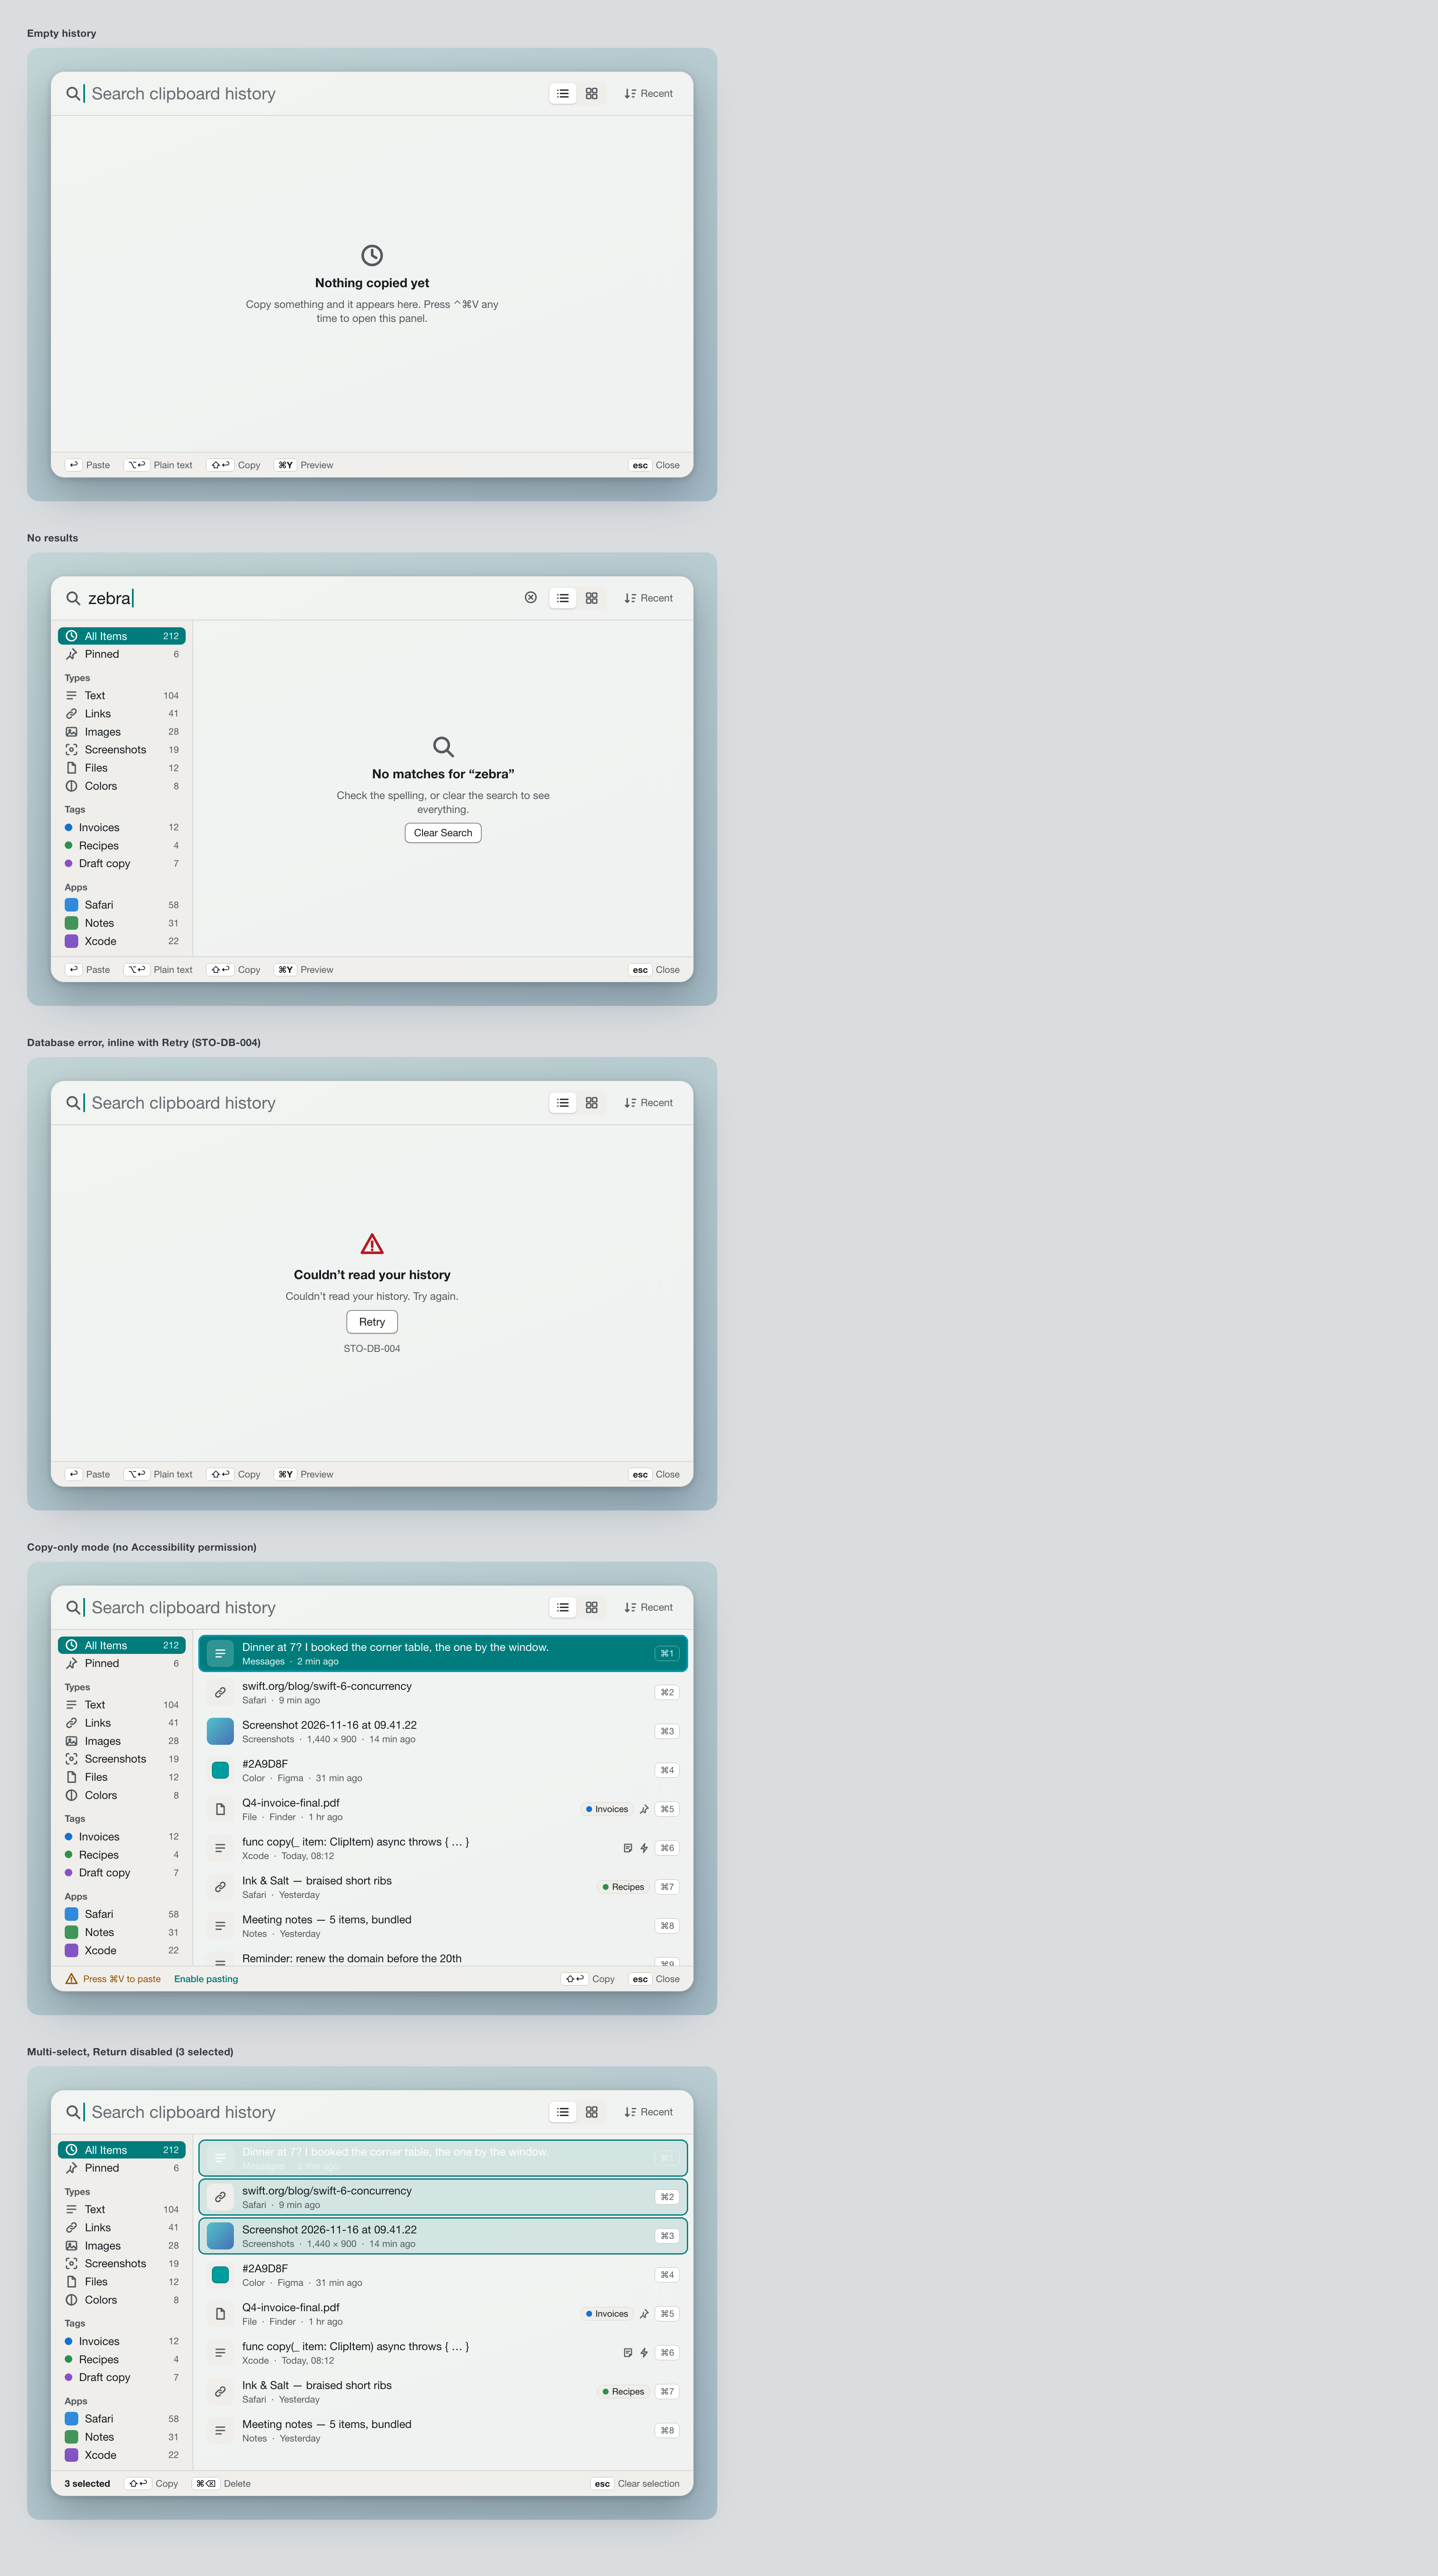 Empty history
Search clipboard history
Recent
Nothing copied yet
Copy something and it appears here. Press ^⌘V any
time to open this panel.
↩ Paste ⌥↩ Plain text ⇧↩ Copy ⌘Y Preview esc Close
No results
zebra
Recent
All Items 212
Pinned 6
Types
Text 104
Links 41
Images 28
Screenshots 19
Files 12
Colors 8
Tags
Invoices 12
Recipes 4
Draft copy 7
Apps
Safari 58
Notes 31
Xcode 22
No matches for “zebra”
Check the spelling, or clear the search to see
everything.
Clear Search
↩ Paste ⌥↩ Plain text ⇧↩ Copy ⌘Y Preview esc Close
Database error, inline with Retry (STO-DB-004)
Search clipboard history
Recent
Couldn’t read your history
Couldn’t read your history. Try again.
Retry
STO-DB-004
↩ Paste ⌥↩ Plain text ⇧↩ Copy ⌘Y Preview esc Close
Copy-only mode (no Accessibility permission)
Search clipboard history
Recent
All Items 212
Pinned 6
Types
Text 104
Links 41
Images 28
Screenshots 19
Files 12
Colors 8
Tags
Invoices 12
Recipes 4
Draft copy 7
Apps
Safari 58
Notes 31
Xcode 22
Dinner at 7? I booked the corner table, the one by the window. ⌘1
Messages · 2 min ago
swift.org/blog/swift-6-concurrency ⌘2
Safari · 9 min ago
Screenshot 2026-11-16 at 09.41.22 ⌘3
Screenshots · 1,440 × 900 · 14 min ago
#2A9D8F ⌘4
Color · Figma · 31 min ago
Q4-invoice-final.pdf Invoices ⌘5
File · Finder · 1 hr ago
func copy(_ item: ClipItem) async throws { … } ⌘6
Xcode · Today, 08:12
Ink & Salt — braised short ribs Recipes ⌘7
Safari · Yesterday
Meeting notes — 5 items, bundled ⌘8
Notes · Yesterday
Reminder: renew the domain before the 20th ⌘9
Press ⌘V to paste Enable pasting ⇧↩ Copy esc Close
Multi-select, Return disabled (3 selected)
Search clipboard history
Recent
All Items 212
Pinned 6
Types
Text 104
Links 41
Images 28
Screenshots 19
Files 12
Colors 8
Tags
Invoices 12
Recipes 4
Draft copy 7
Apps
Safari 58
Notes 31
Xcode 22
Dinner at 7? I booked the corner table, the one by the window. ⌘1
Messages · 2 min ago
swift.org/blog/swift-6-concurrency ⌘2
Safari · 9 min ago
Screenshot 2026-11-16 at 09.41.22 ⌘3
Screenshots · 1,440 × 900 · 14 min ago
#2A9D8F ⌘4
Color · Figma · 31 min ago
Q4-invoice-final.pdf Invoices ⌘5
File · Finder · 1 hr ago
func copy(_ item: ClipItem) async throws { … } ⌘6
Xcode · Today, 08:12
Ink & Salt — braised short ribs Recipes ⌘7
Safari · Yesterday
Meeting notes — 5 items, bundled ⌘8
Notes · Yesterday
3 selected ⇧↩ Copy ⌘⌫ Delete esc Clear selection